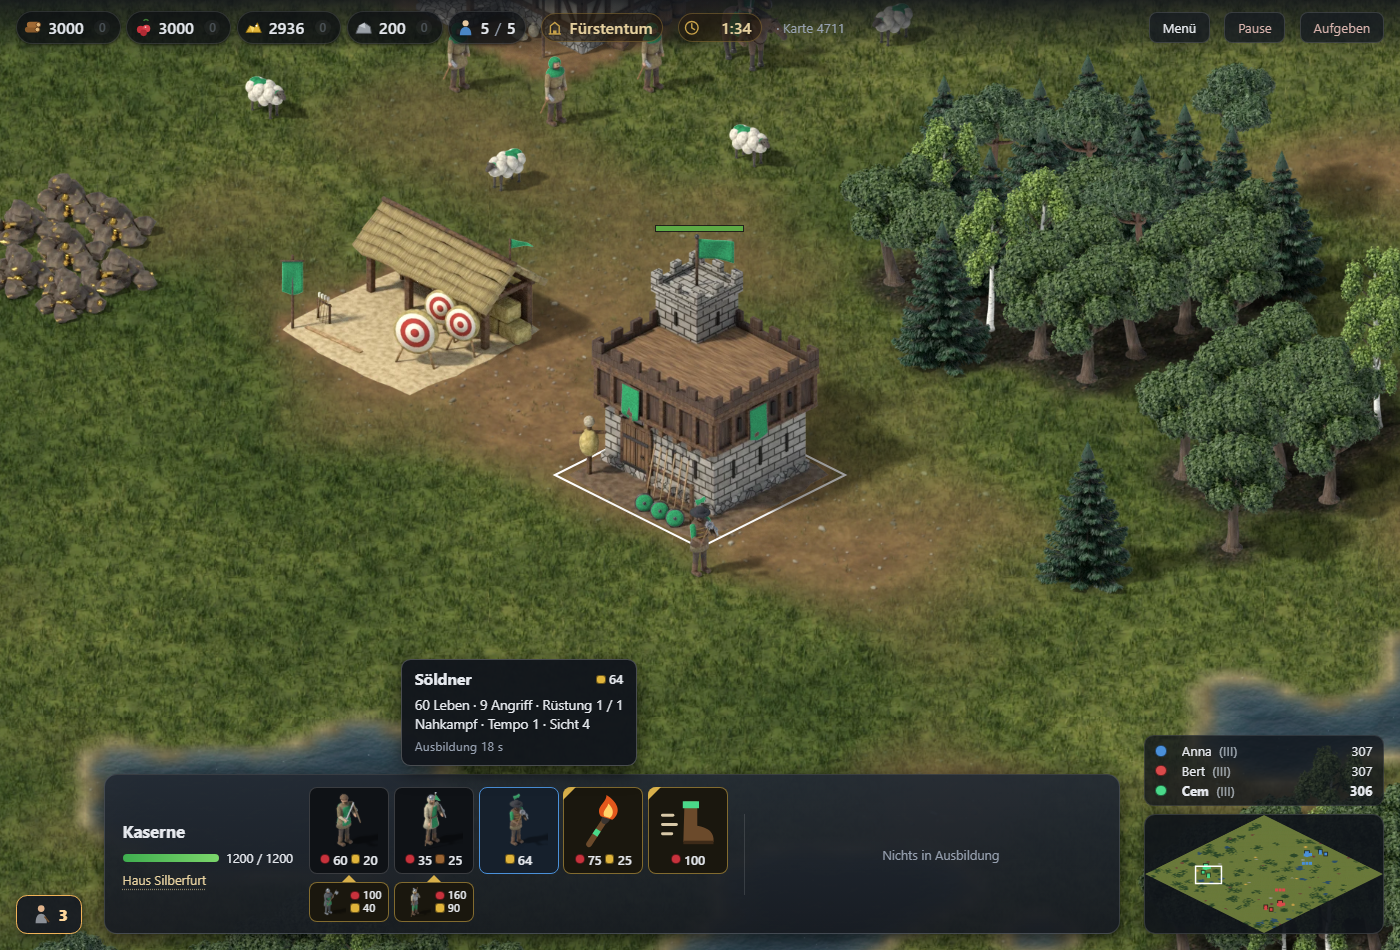 3000 0 3000 0 2936 0 200 0 5 / 5 Fürstentum 1:34 · Karte 4711 Menü Pause Aufgeben
Söldner 64
60 Leben · 9 Angriff · Rüstung 1 / 1
Nahkampf · Tempo 1 · Sicht 4
Ausbildung 18 s
Kaserne
1200 / 1200
Haus Silberfurt
60 20 35 25 64 75 25 100
100 160
40 90
Nichts in Ausbildung
Anna (III) 307
Bert (III) 307
Cem (III) 306
3